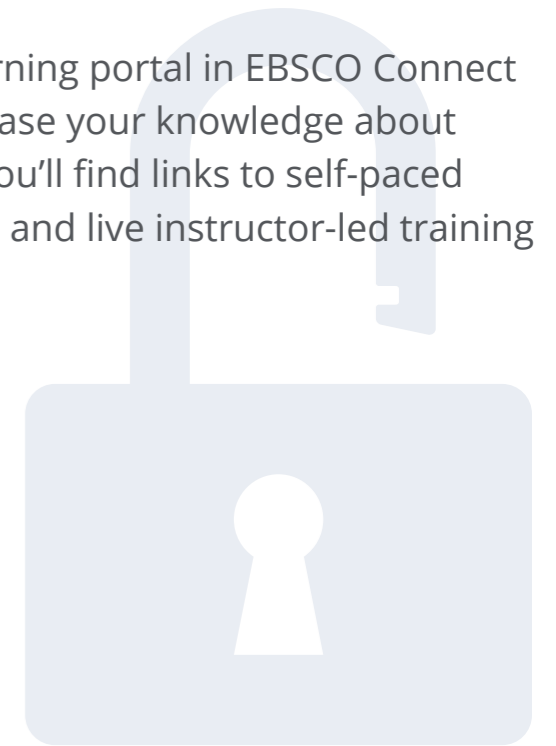 rning portal in EBSCO Connect
ase your knowledge about
ou'll find links to self-paced
and live instructor-led training